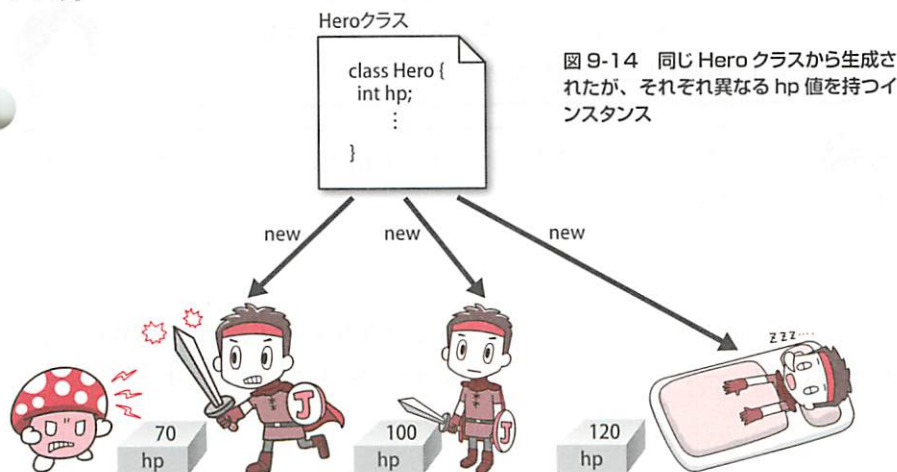 Heroクラス
class Hero {
int hp;
⋮
}
図 9-14 同じ Hero クラスから生成さ
れたが、それぞれ異なる hp 値を持つイ
ンスタンス
new
new
new
zzz....
J
J
70
hp
100
hp
120
hp